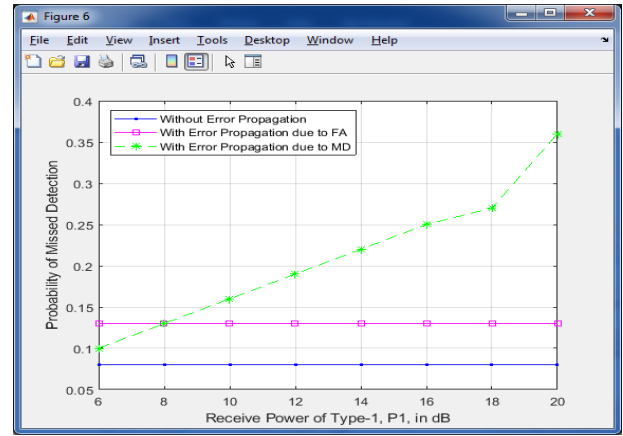 Figure 6
File Edit View Insert Tools Desktop Window Help
Without Error Propagation
With Error Propagation due to FA
With Error Propagation due to MD
0.4
0.35
0.3
0.25
0.2
0.15
0.1
0.05
Probability of Missed Detection
6 8 10 12 14 16 18 20
Receive Power of Type-1, P1, in dB